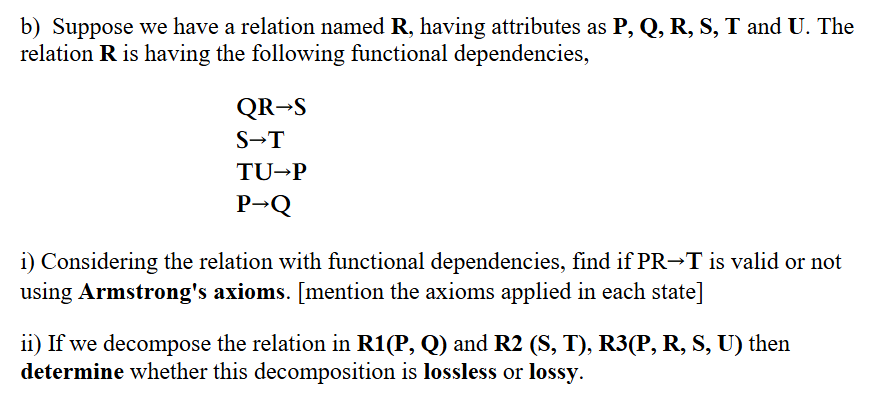 b) Suppose we have a relation named R, having attributes as P, Q, R, S, T and U. The
relation R is having the following functional dependencies,
QR→S
S→T
TU→P
P→Q
i) Considering the relation with functional dependencies, find if PR→T is valid or not
using Armstrong's axioms. [mention the axioms applied in each state]
ii) If we decompose the relation in R1(P, Q) and R2 (S, T), R3(P, R, S, U) then
determine whether this decomposition is lossless or lossy.